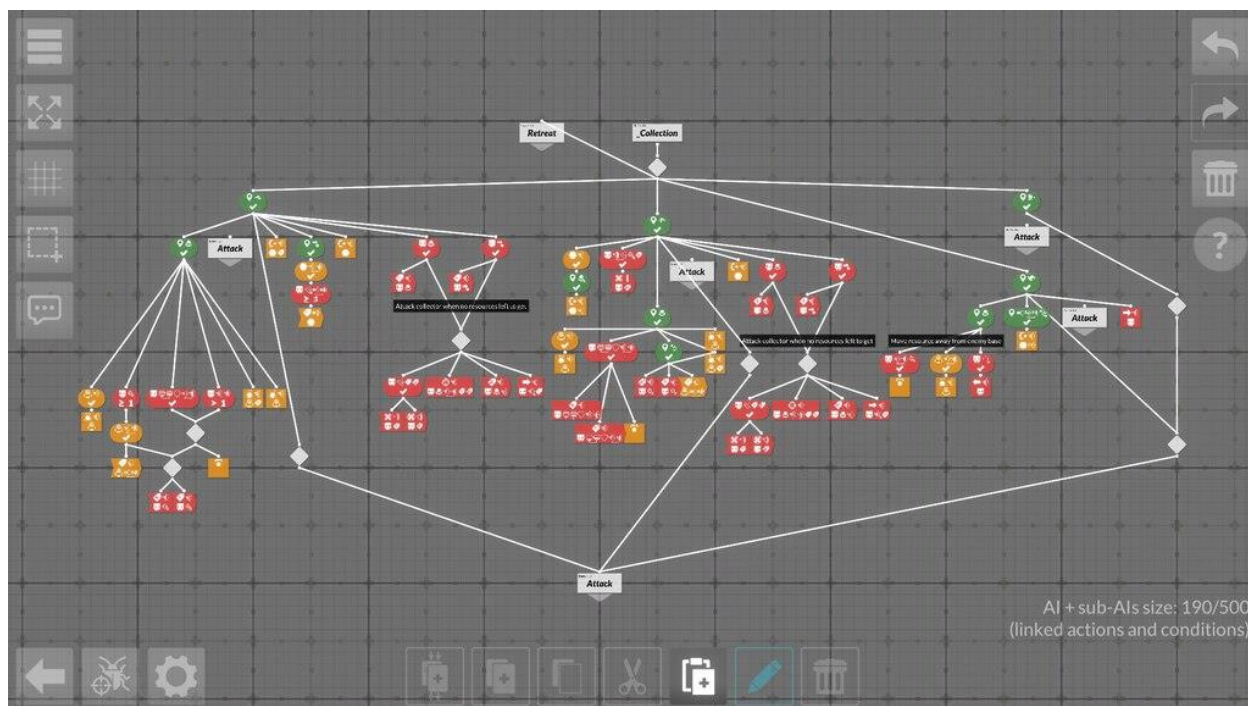 Retreat
_Collection
Attack
Attack
Attack
Attack collector when no resources left to get.
Attack
Attack collector when no resources left to get
Move resource away from enemy base
Attack
AI + sub-AIs size: 190/500
(linked actions and conditions)
?